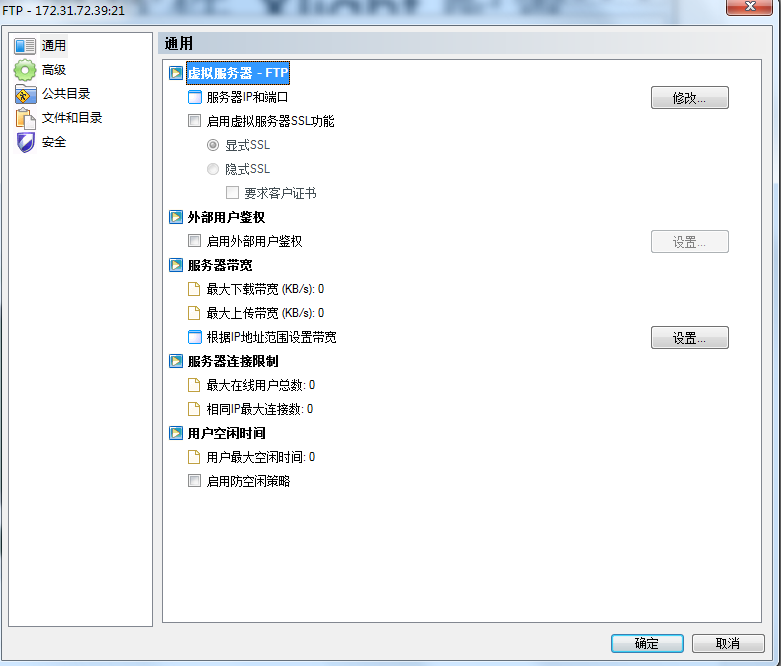 FTP - 172.31.72.39:21
通用
高级
公共目录
文件和目录
安全
通用
虚拟服务器 - FTP
服务器IP和端口
修改...
启用虚拟服务器SSL功能
显式SSL
隐式SSL
要求客户证书
外部用户鉴权
启用外部用户鉴权
设置...
服务器带宽
最大下载带宽 (KB/s): 0
最大上传带宽 (KB/s): 0
根据IP地址范围设置带宽
设置...
服务器连接限制
最大在线用户总数: 0
相同IP最大连接数: 0
用户空闲时间
用户最大空闲时间: 0
启用防空闲策略
确定
取消